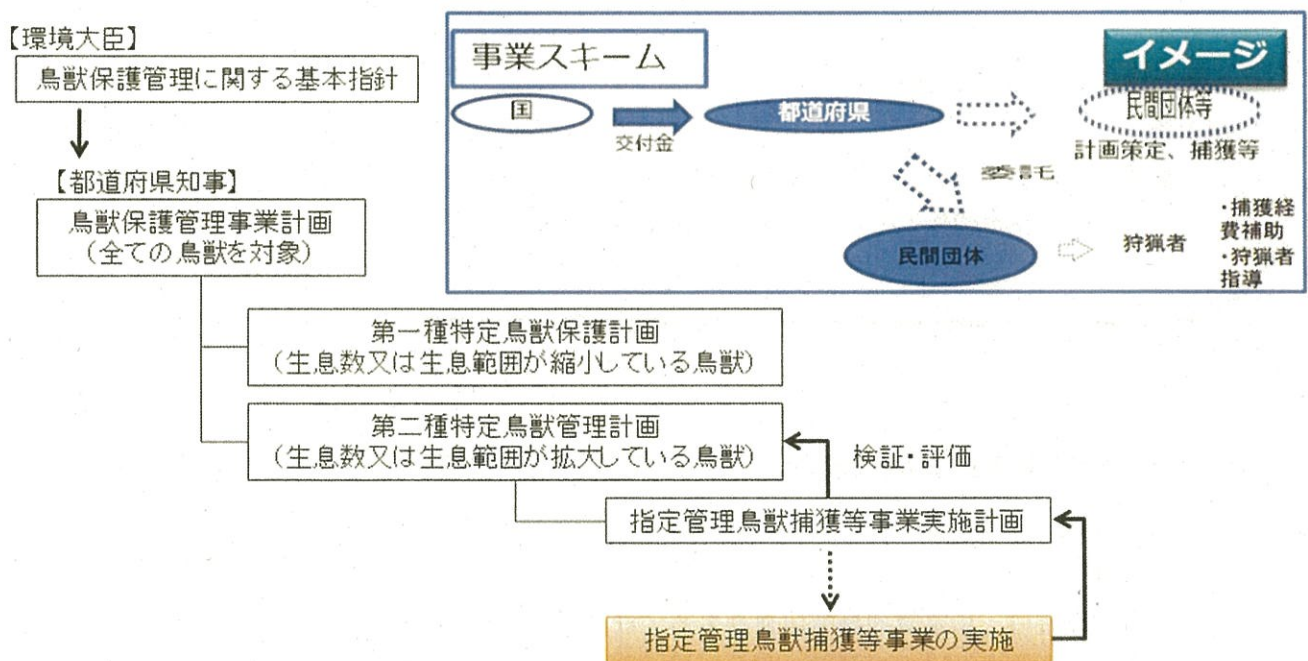 【環境大臣】
鳥獣保護管理に関する基本指針
【都道府県知事】
鳥獣保護管理事業計画
(全ての鳥獣を対象)
第一種特定鳥獣保護計画
(生息数又は生息範囲が縮小している鳥獣)
第二種特定鳥獣管理計画
(生息数又は生息範囲が拡大している鳥獣)
検証・評価
指定管理鳥獣捕獲等事業実施計画
指定管理鳥獣捕獲等事業の実施
事業スキーム
イメージ
国
交付金
都道府県
民間団体等
計画策定、捕獲等
委託
民間団体
狩猟者
・捕獲経
費補助
・狩猟者
指導